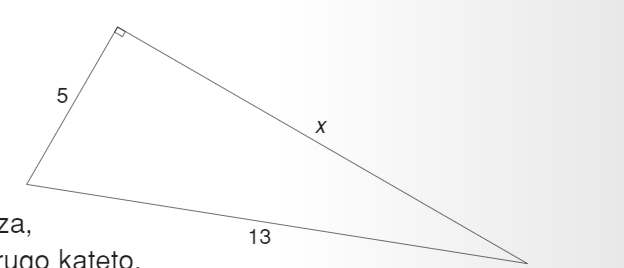 5
x
13
za,
rugo kateto.